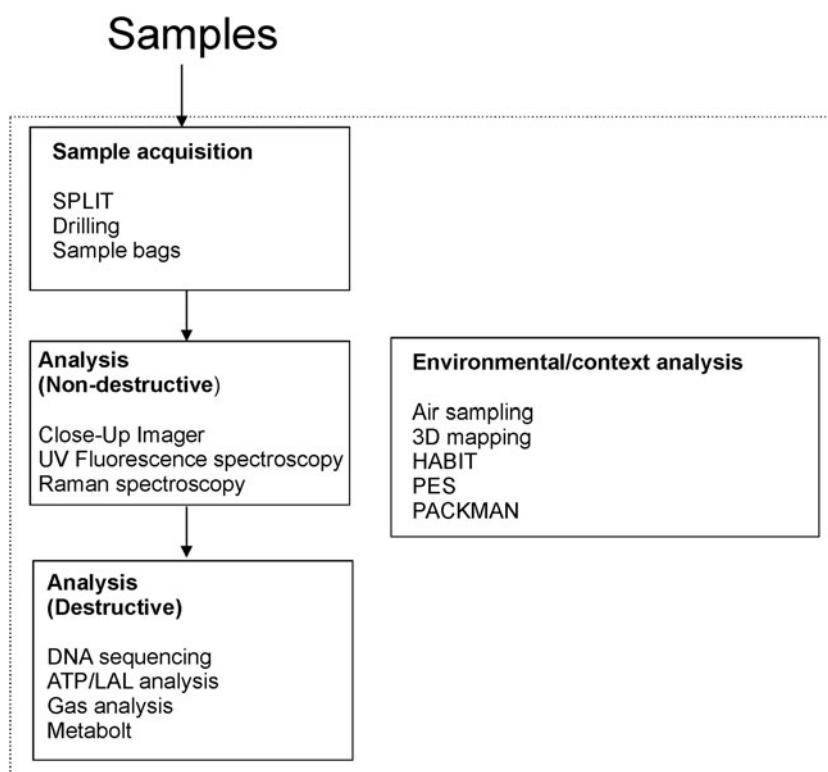 Samples
Sample acquisition
SPLIT
Drilling
Sample bags
Analysis
(Non-destructive)
Close-Up Imager
UV Fluorescence spectroscopy
Raman spectroscopy
Environmental/context analysis
Air sampling
3D mapping
HABIT
PES
PACKMAN
Analysis
(Destructive)
DNA sequencing
ATP/LAL analysis
Gas analysis
Metabolt